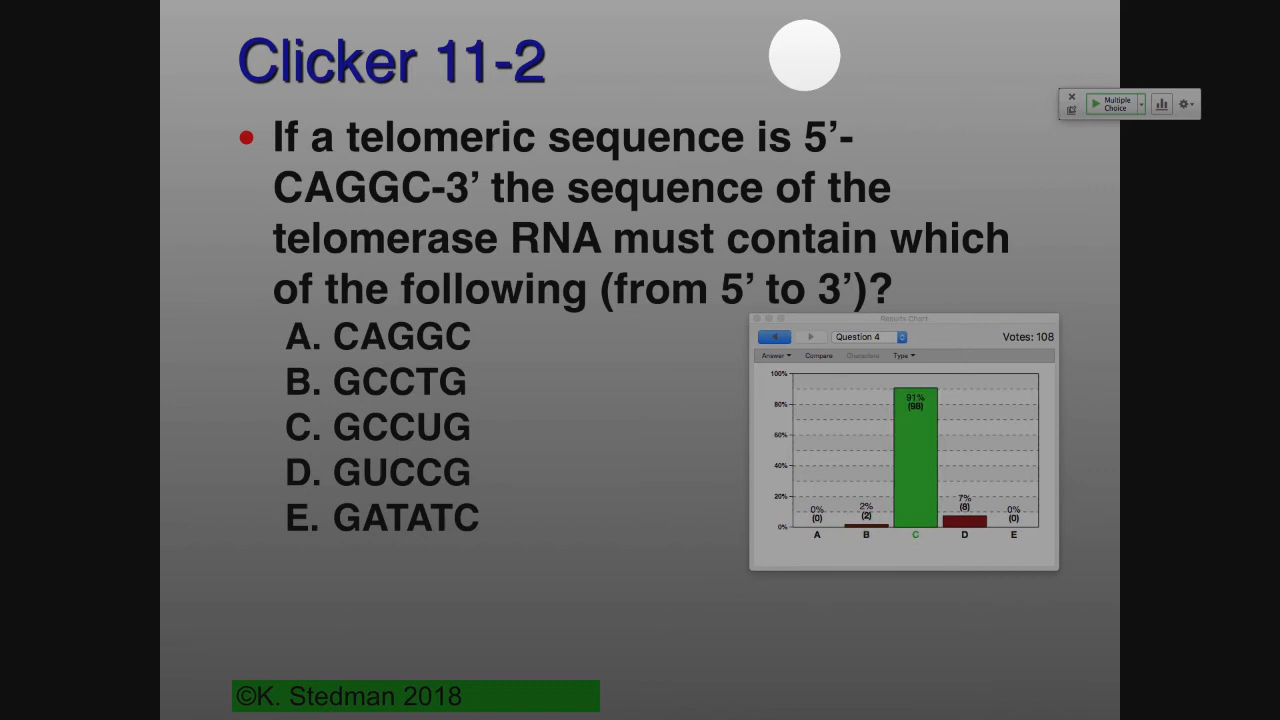 Clicker 11-2
• If a telomeric sequence is 5’-
CAGGC-3’ the sequence of the
telomerase RNA must contain which
of the following (from 5’ to 3’)?
A. CAGGC
B. GCCTG
C. GCCUG
D. GUCCG
E. GATATC
Multiple
Choice
Results Chart
Question 4
Votes: 108
Answer Compare Characters Type
100%
80%
60%
40%
20%
0%
0%
(0)
2%
(2)
91%
(98)
7%
(8)
0%
(0)
A B C D E
©K. Stedman 2018